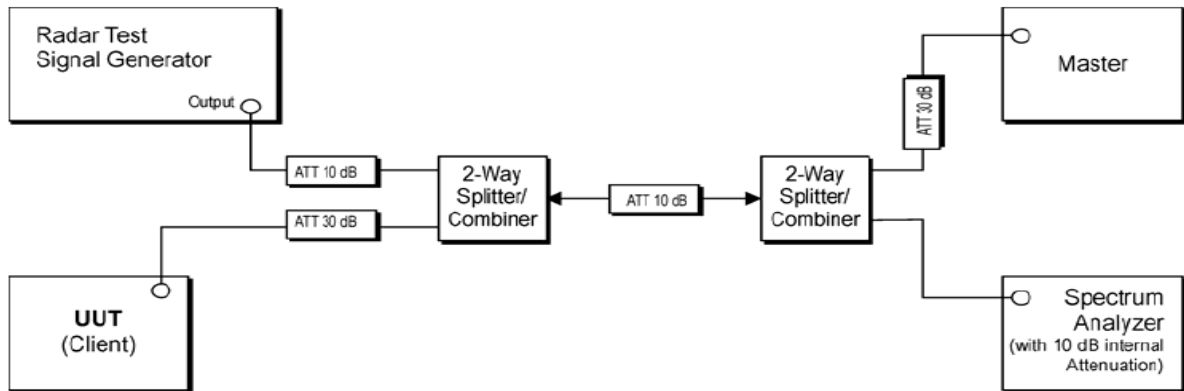 Radar Test
Signal Generator
Output
ATT 10 dB
2-Way
Splitter/
Combiner
ATT 30 dB
UUT
(Client)
ATT 10 dB
2-Way
Splitter/
Combiner
ATT 30 dB
Master
Spectrum
Analyzer
(with 10 dB internal
Attenuation)